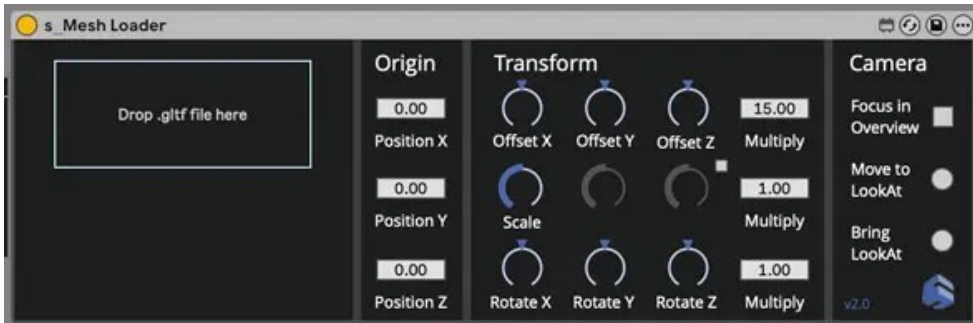 s_Mesh Loader
Drop .gltf file here
Origin
0.00
Position X
0.00
Position Y
0.00
Position Z
Transform
Offset X Offset Y Offset Z
15.00
Multiply
Scale
1.00
Multiply
Rotate X Rotate Y Rotate Z
1.00
Multiply
Camera
Focus in
Overview
Move to
LookAt
Bring
LookAt
v2.0